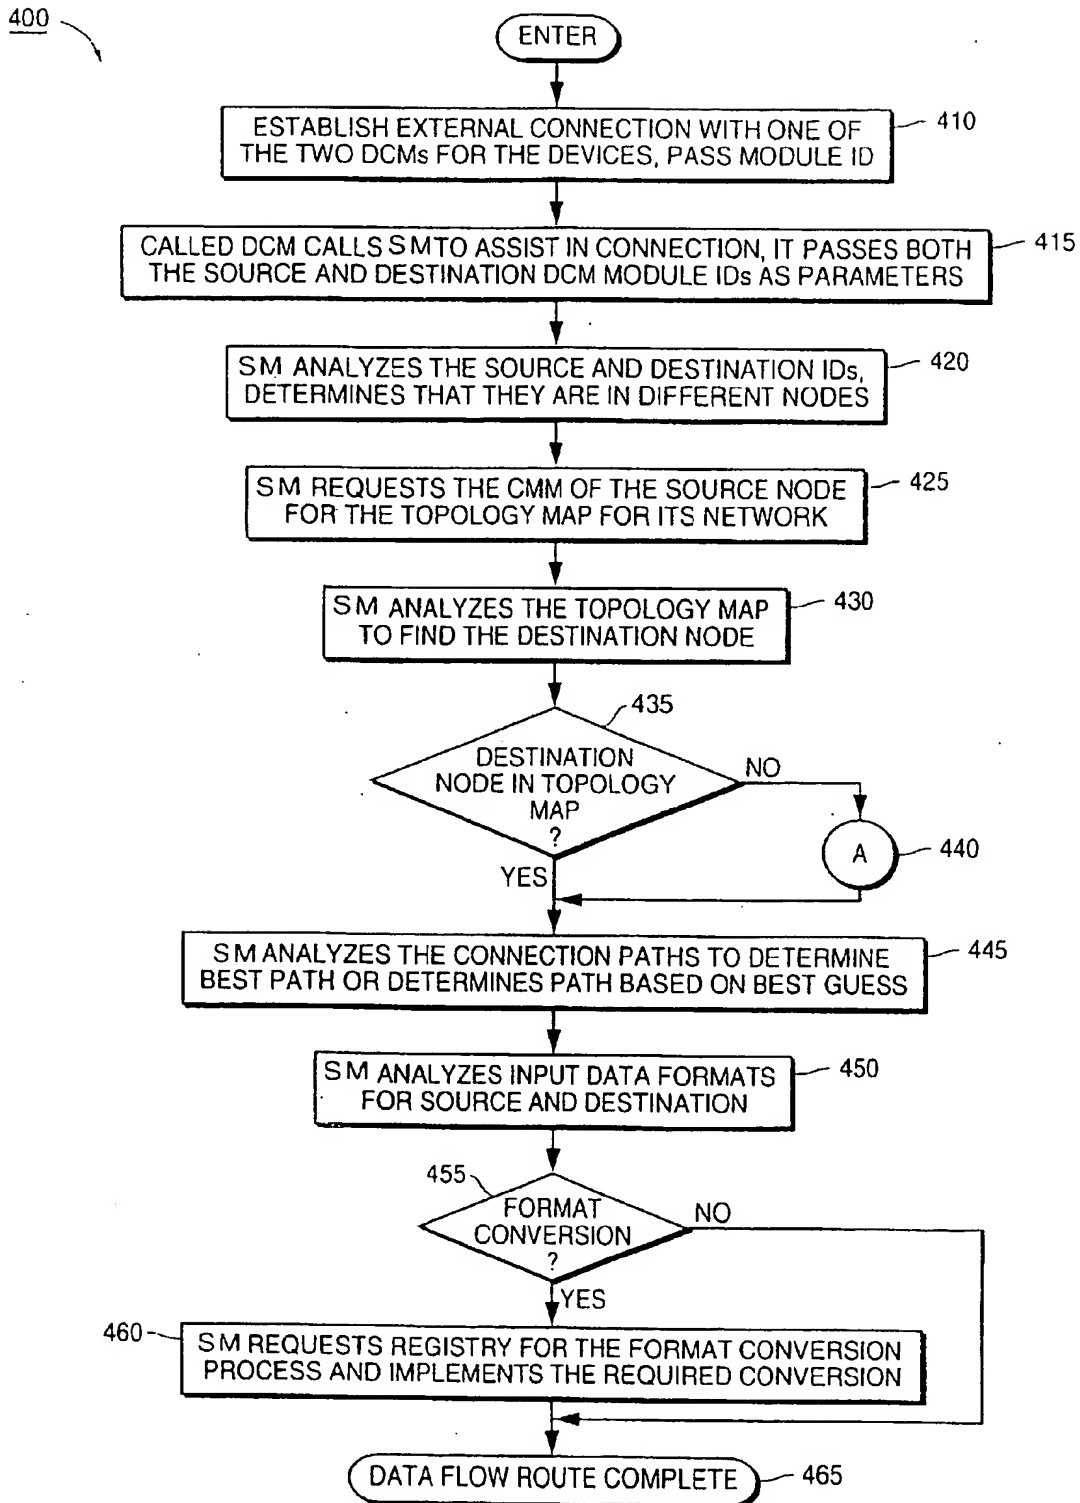 400
ENTER
ESTABLISH EXTERNAL CONNECTION WITH ONE OF
THE TWO DCMs FOR THE DEVICES, PASS MODULE ID
410
CALLED DCM CALLS SM TO ASSIST IN CONNECTION, IT PASSES BOTH
THE SOURCE AND DESTINATION DCM MODULE IDs AS PARAMETERS
415
SM ANALYZES THE SOURCE AND DESTINATION IDs,
DETERMINES THAT THEY ARE IN DIFFERENT NODES
420
SM REQUESTS THE CMM OF THE SOURCE NODE
FOR THE TOPOLOGY MAP FOR ITS NETWORK
425
SM ANALYZES THE TOPOLOGY MAP
TO FIND THE DESTINATION NODE
430
435
DESTINATION
NODE IN TOPOLOGY
MAP
?
NO
A
440
YES
SM ANALYZES THE CONNECTION PATHS TO DETERMINE
BEST PATH OR DETERMINES PATH BASED ON BEST GUESS
445
SM ANALYZES INPUT DATA FORMATS
FOR SOURCE AND DESTINATION
450
455
FORMAT
CONVERSION
?
NO
YES
460
SM REQUESTS REGISTRY FOR THE FORMAT CONVERSION
PROCESS AND IMPLEMENTS THE REQUIRED CONVERSION
DATA FLOW ROUTE COMPLETE
465